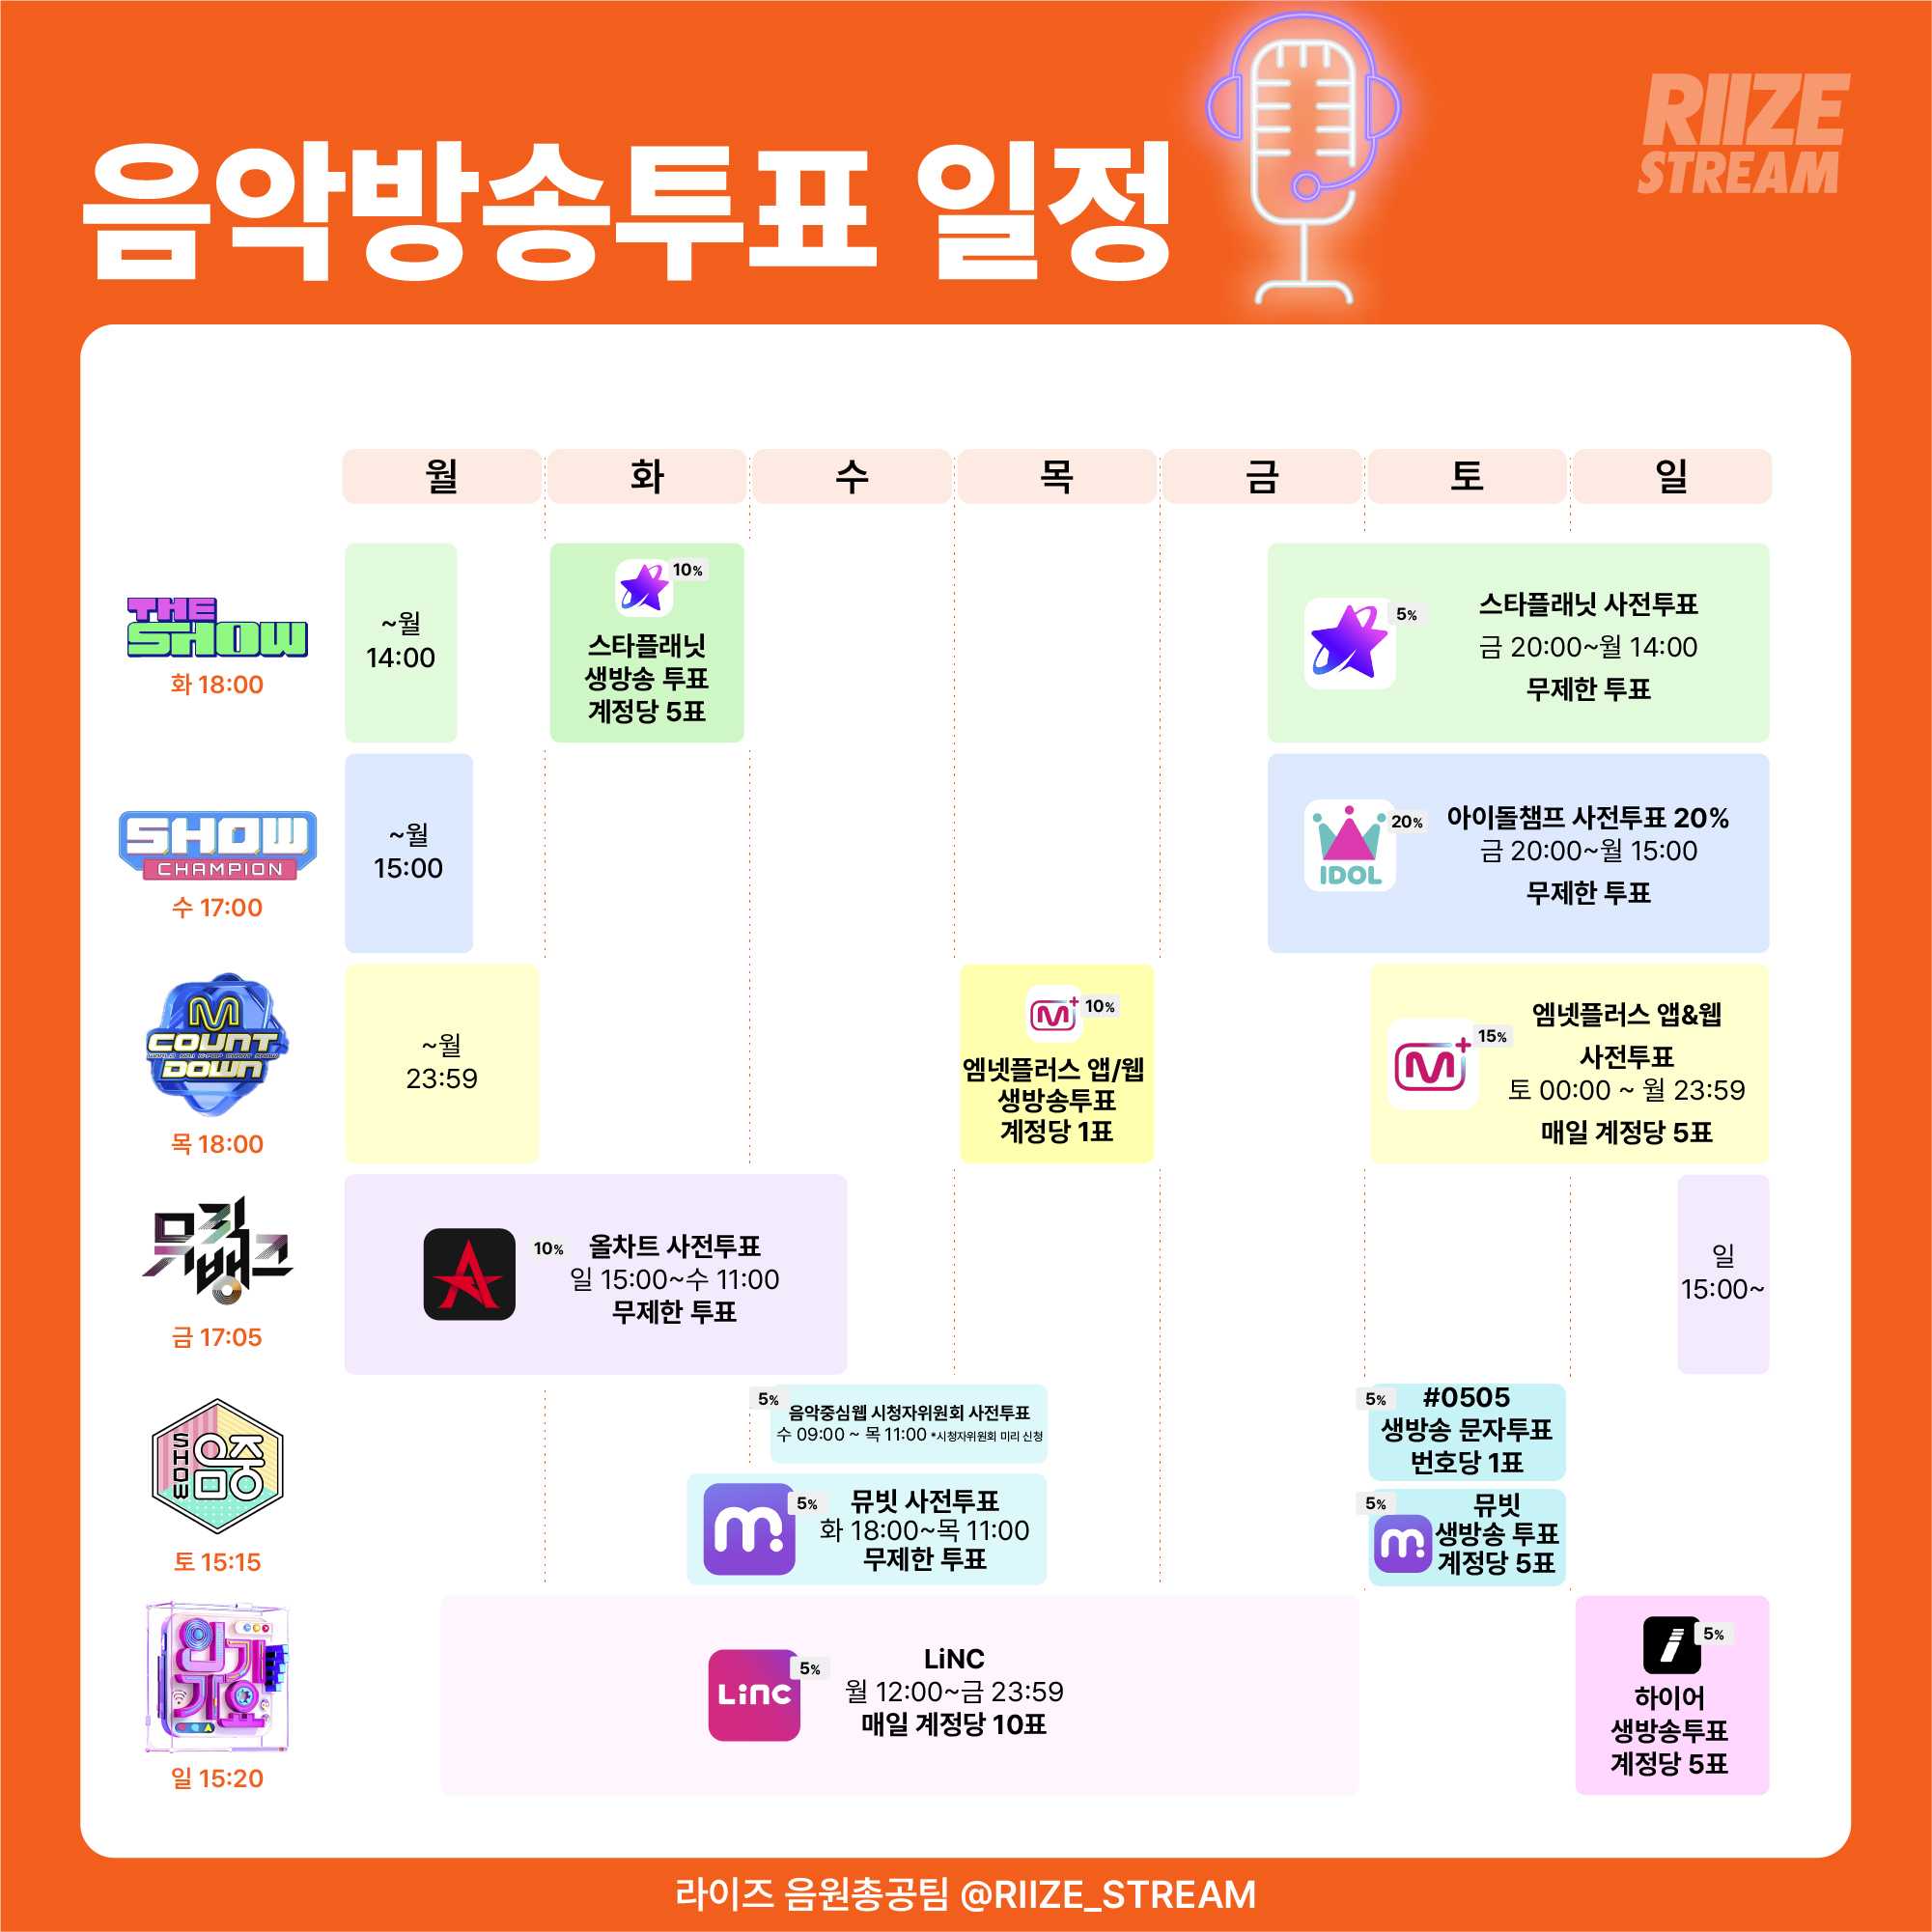 음악방송투표 일정
RIIZE
STREAM
월 화 수 목 금 토 일
THE
SHOW
화 18:00
~월
14:00
10%
스타플래닛
생방송 투표
계정당 5표
5%
스타플래닛 사전투표
금 20:00~월 14:00
무제한 투표
SHOW
CHAMPION
수 17:00
~월
15:00
IDOL
20%
아이돌챔프 사전투표 20%
금 20:00~월 15:00
무제한 투표
M
COUNT
WORLD NO.1 K-POP CHART SHOW
DOWN
목 18:00
~월
23:59
M+
10%
엠넷플러스 앱/웹
생방송투표
계정당 1표
M+
15%
엠넷플러스 앱&웹
사전투표
토 00:00 ~ 월 23:59
매일 계정당 5표
뮤직
뱅크
금 17:05
A
10%
올차트 사전투표
일 15:00~수 11:00
무제한 투표
일
15:00~
SHOW
음중
토 15:15
5%
음악중심웹 시청자위원회 사전투표
수 09:00 ~ 목 11:00 *시청자위원회 미리 신청
m.
5%
뮤빗 사전투표
화 18:00~목 11:00
무제한 투표
5%
#0505
생방송 문자투표
번호당 1표
5%
m.
뮤빗
생방송 투표
계정당 5표
인기
가요
일 15:20
LiNC
5%
LiNC
월 12:00~금 23:59
매일 계정당 10표
i
5%
하이어
생방송투표
계정당 5표
라이즈 음원총공팀 @RIIZE_STREAM